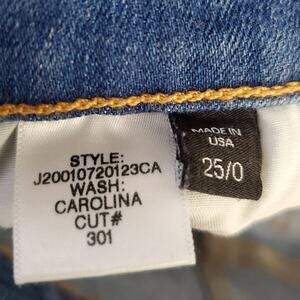 STYLE:
J20010720123CA
WASH:
CAROLINA
CUT#
301
MADE IN
USA
25/0